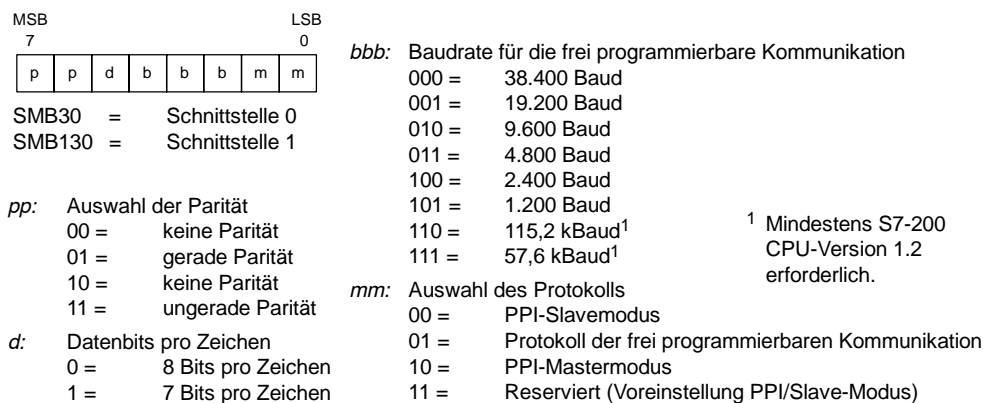 MSB LSB
7 0
p p d b b b m m
SMB30 = Schnittstelle 0
SMB130 = Schnittstelle 1
pp: Auswahl der Parität
00 = keine Parität
01 = gerade Parität
10 = keine Parität
11 = ungerade Parität
d: Datenbits pro Zeichen
0 = 8 Bits pro Zeichen
1 = 7 Bits pro Zeichen
bbb: Baudrate für die frei programmierbare Kommunikation
000 = 38.400 Baud
001 = 19.200 Baud
010 = 9.600 Baud
011 = 4.800 Baud
100 = 2.400 Baud
101 = 1.200 Baud
110 = 115,2 kBaud¹
111 = 57,6 kBaud¹
¹ Mindestens S7-200
CPU-Version 1.2
erforderlich.
mm: Auswahl des Protokolls
00 = PPI-Slavemodus
01 = Protokoll der frei programmierbaren Kommunikation
10 = PPI-Mastermodus
11 = Reserviert (Voreinstellung PPI/Slave-Modus)